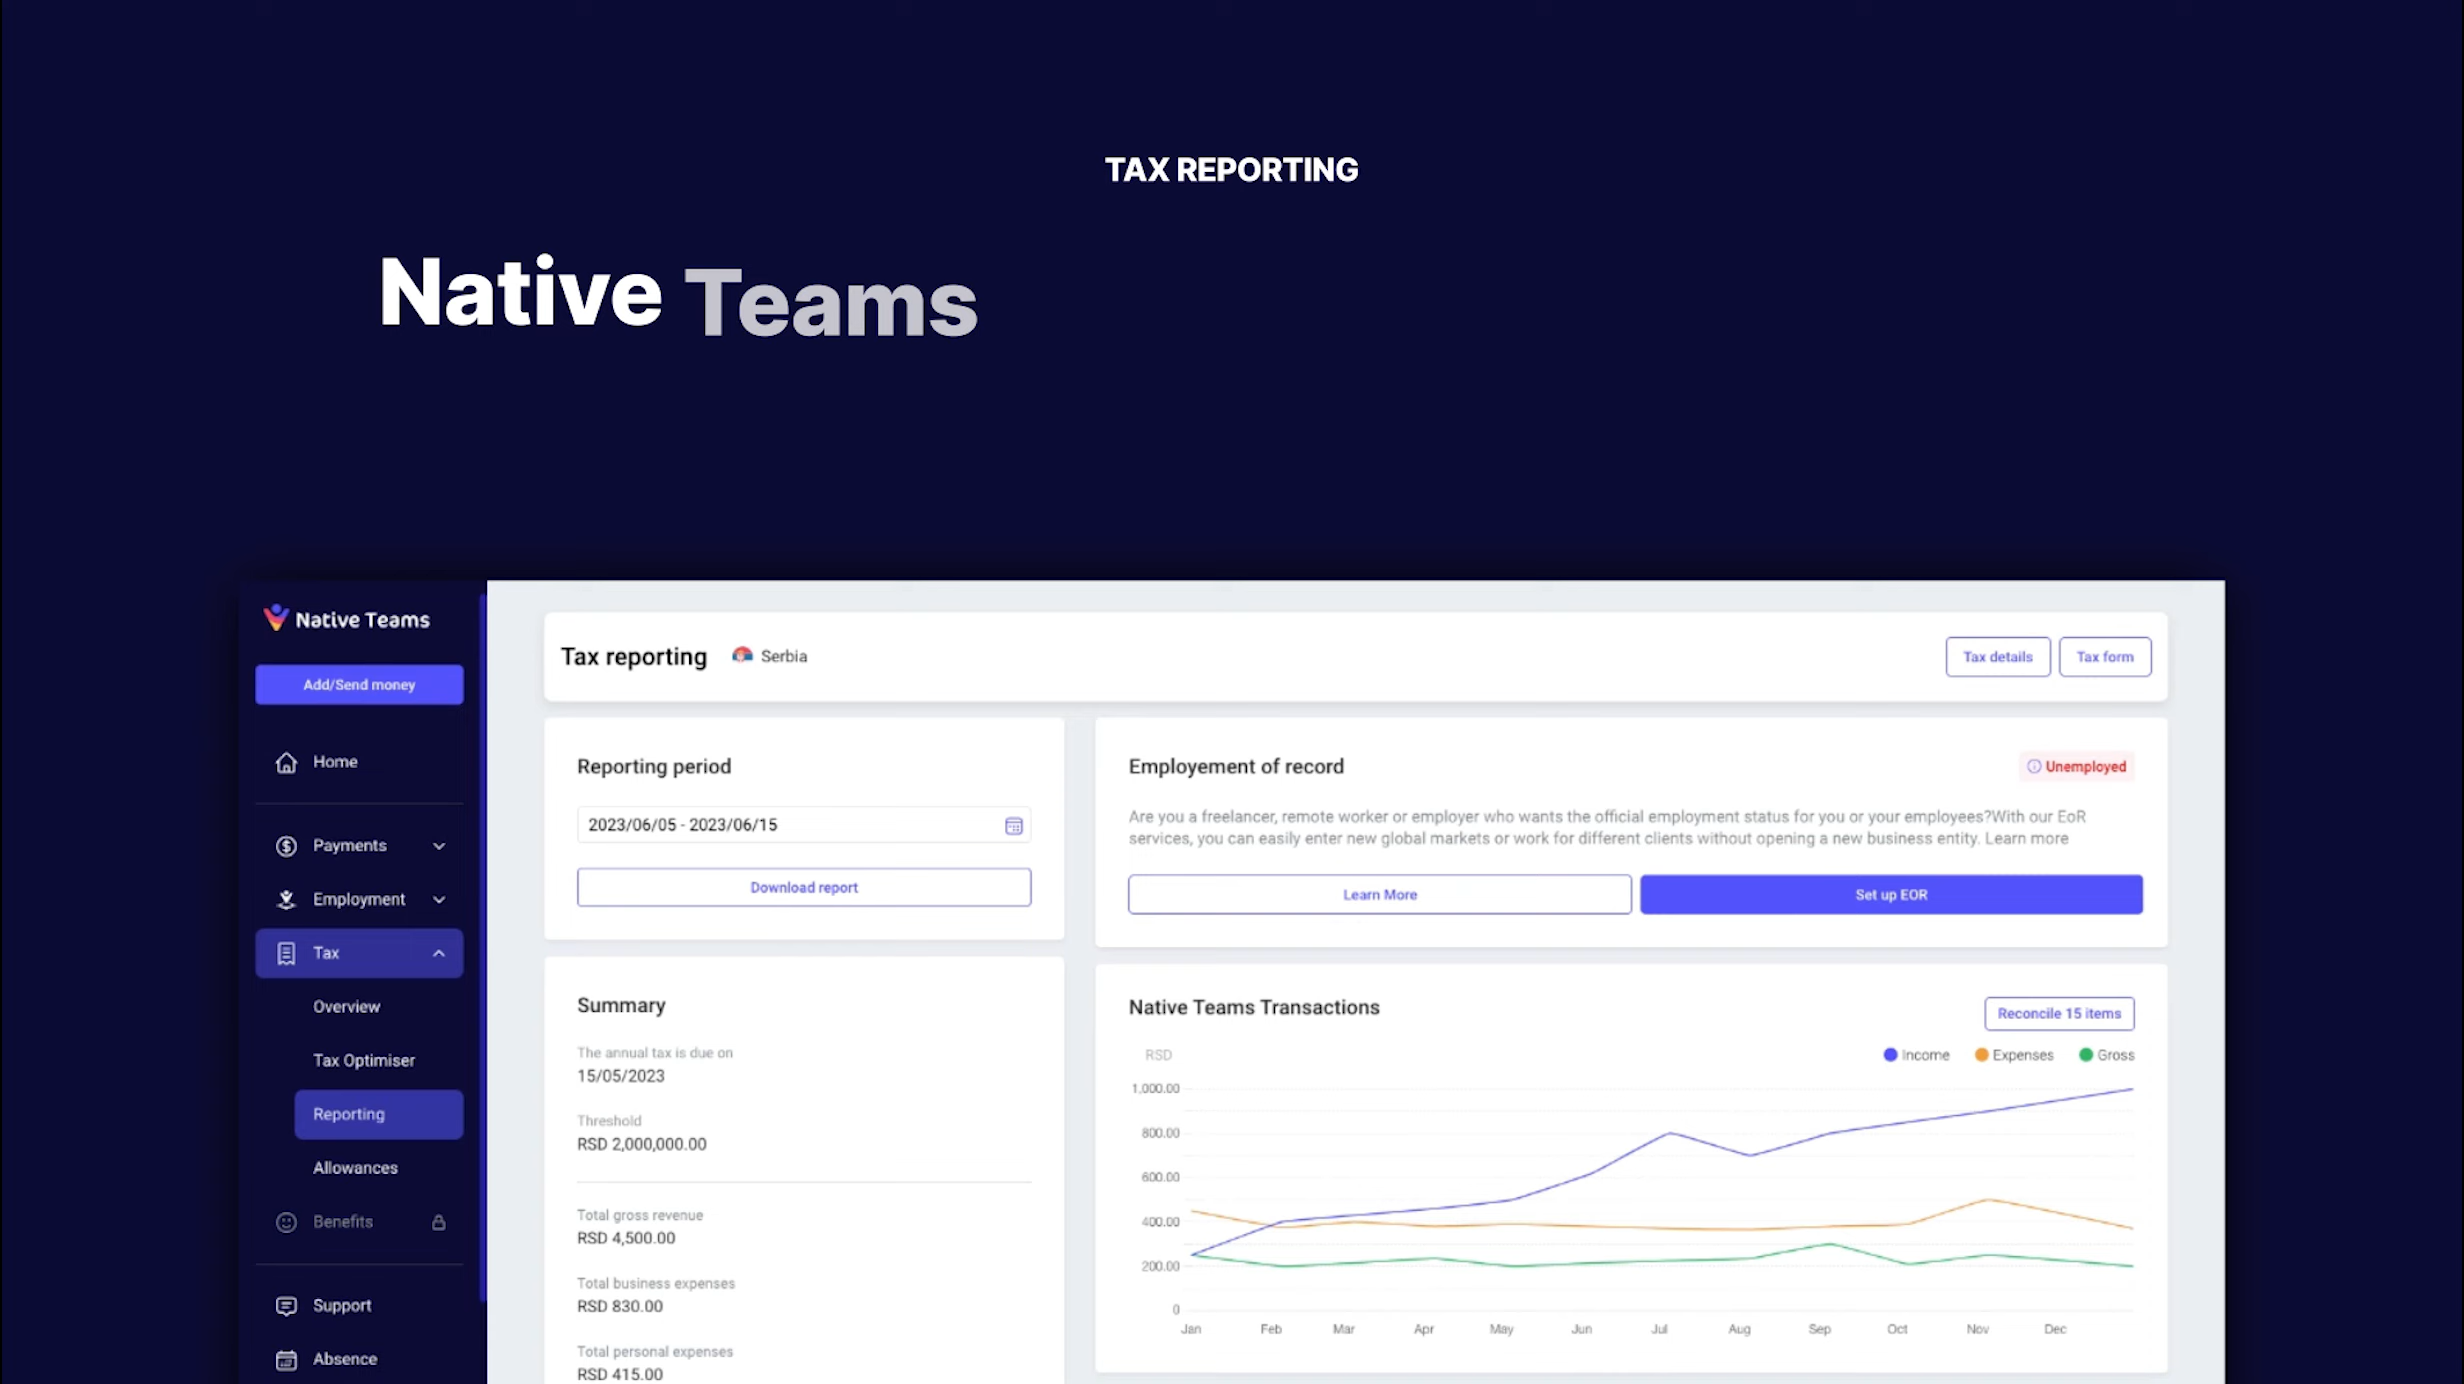 TAX REPORTING
Native Teams
Native Teams
Add/Send money
Home
Payments
Employment
Tax
Overview
Tax Optimiser
Reporting
Allowances
Benefits
Support
Absence
Tax reporting
Serbia
Tax details
Tax form
Reporting period
2023/06/05 - 2023/06/15
Download report
Employement of record
Unemployed
Are you a freelancer, remote worker or employer who wants the official employment status for you or your employees?With our EoR
services, you can easily enter new global markets or work for different clients without opening a new business entity. Learn more
Learn More
Set up EOR
Summary
The annual tax is due on
15/05/2023
Threshold
RSD 2,000,000.00
Total gross revenue
RSD 4,500.00
Total business expenses
RSD 830.00
Total personal expenses
RSD 415.00
Native Teams Transactions
Reconcile 15 items
RSD
Income
Expenses
Gross
1,000.00
800.00
600.00
400.00
200.00
0
Jan Feb Mar Apr May Jun Jul Aug Sep Oct Nov Dec